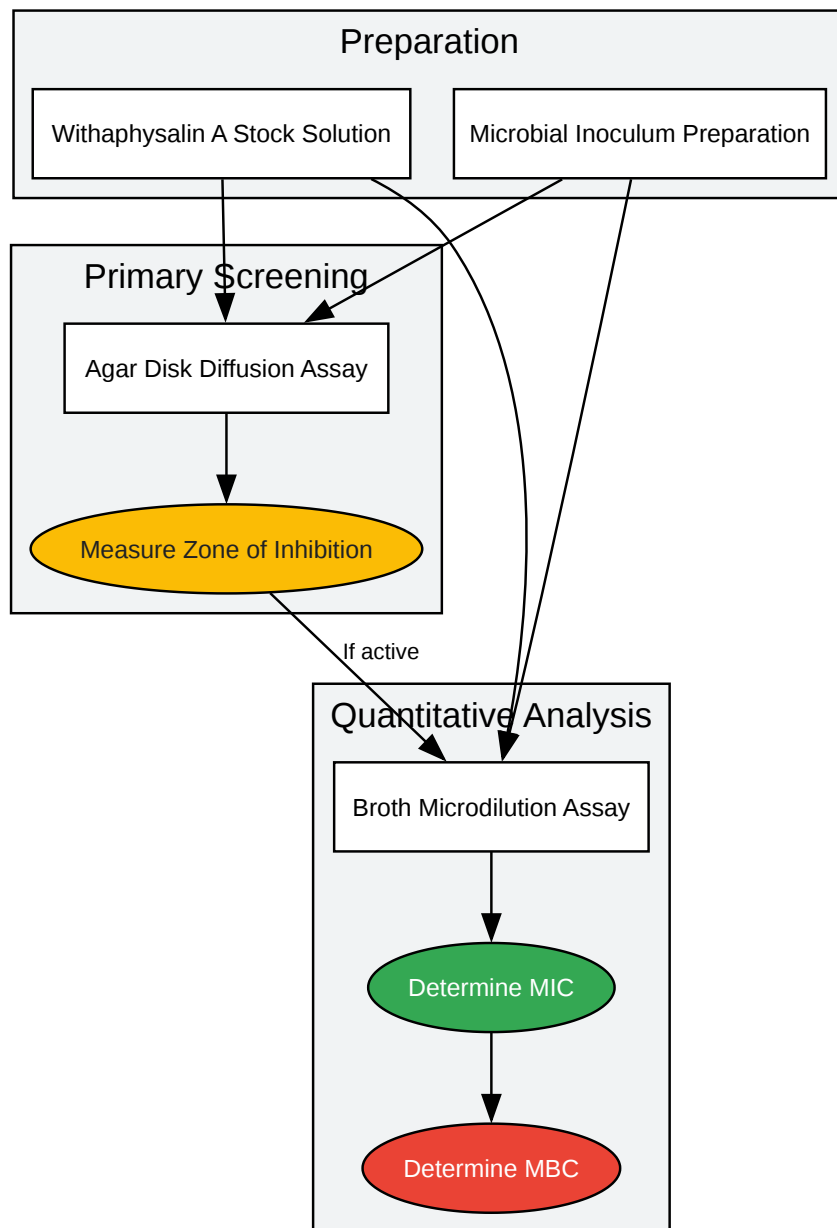 Preparation
Withaphysalin A Stock Solution
Microbial Inoculum Preparation
Primary Screening
Agar Disk Diffusion Assay
Measure Zone of Inhibition
If active
Quantitative Analysis
Broth Microdilution Assay
Determine MIC
Determine MBC